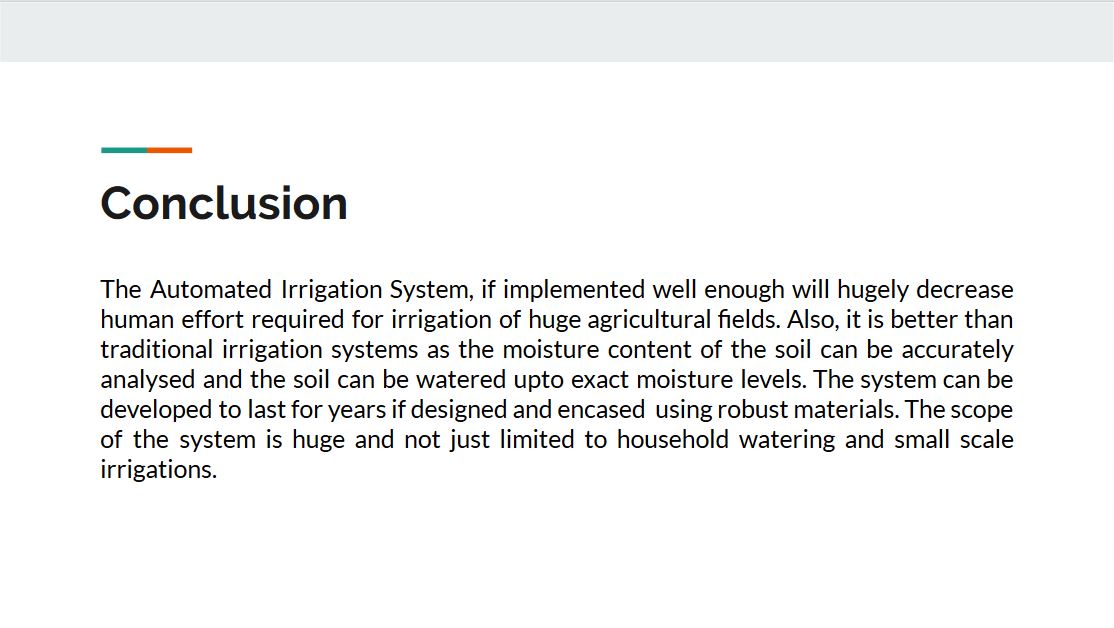 Conclusion
The Automated Irrigation System, if implemented well enough will hugely decrease
human effort required for irrigation of huge agricultural fields. Also, it is better than
traditional irrigation systems as the moisture content of the soil can be accurately
analysed and the soil can be watered upto exact moisture levels. The system can be
developed to last for years if designed and encased  using robust materials. The scope
of the system is huge and not just limited to household watering and small scale
irrigations.